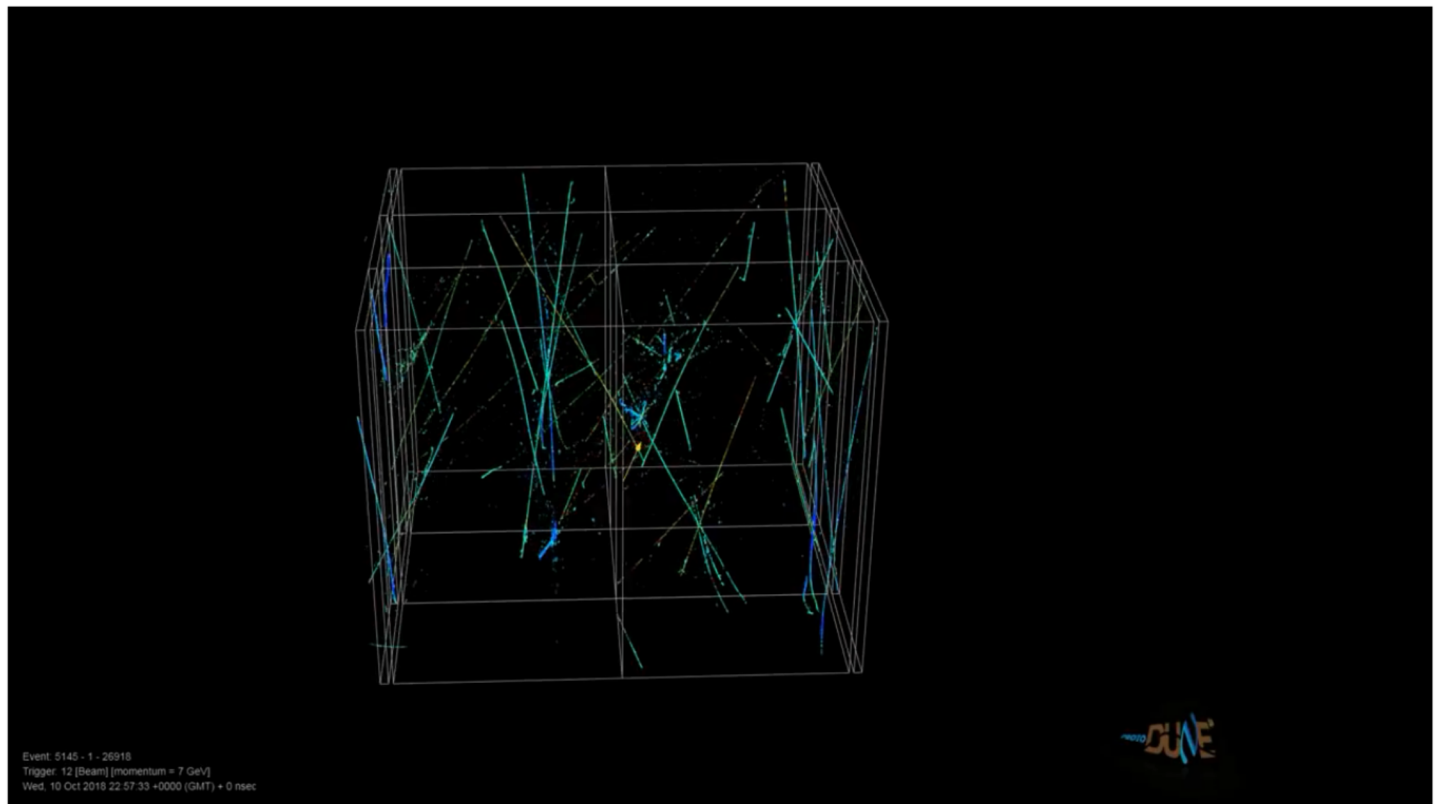 Event: 5145 - 1 - 26918
Trigger: 12 [Beam] [momentum = 7 GeV]
Wed, 10 Oct 2018 22:57:33 +0000 (GMT) + 0 nsec
PROTO DUNE